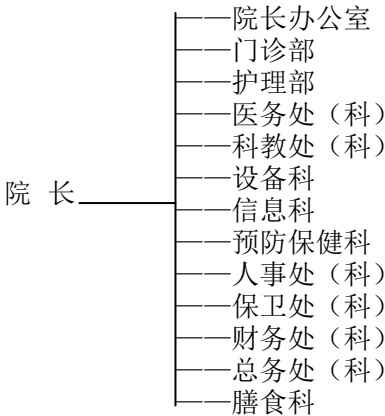 院长办公室
门诊部
护理部
医务处（科）
科教处（科）
设备科
院 长
信息科
预防保健科
人事处（科）
保卫处（科）
财务处（科）
总务处（科）
膳食科